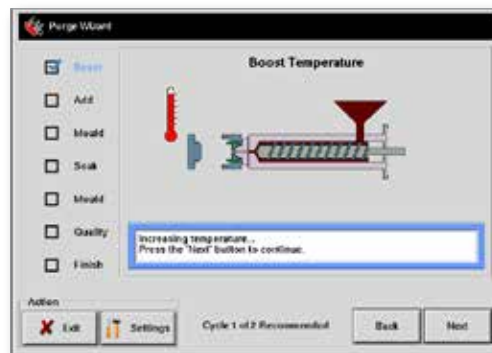 Purge Wizard
Boost Temperature
Boost
Add
Mould
Soak
Mould
Quality
Finish
Increasing temperature...
Press the "Next" button to continue.
Action
Exit
Settings
Cycle 1 of 2 Recommended
Back
Next